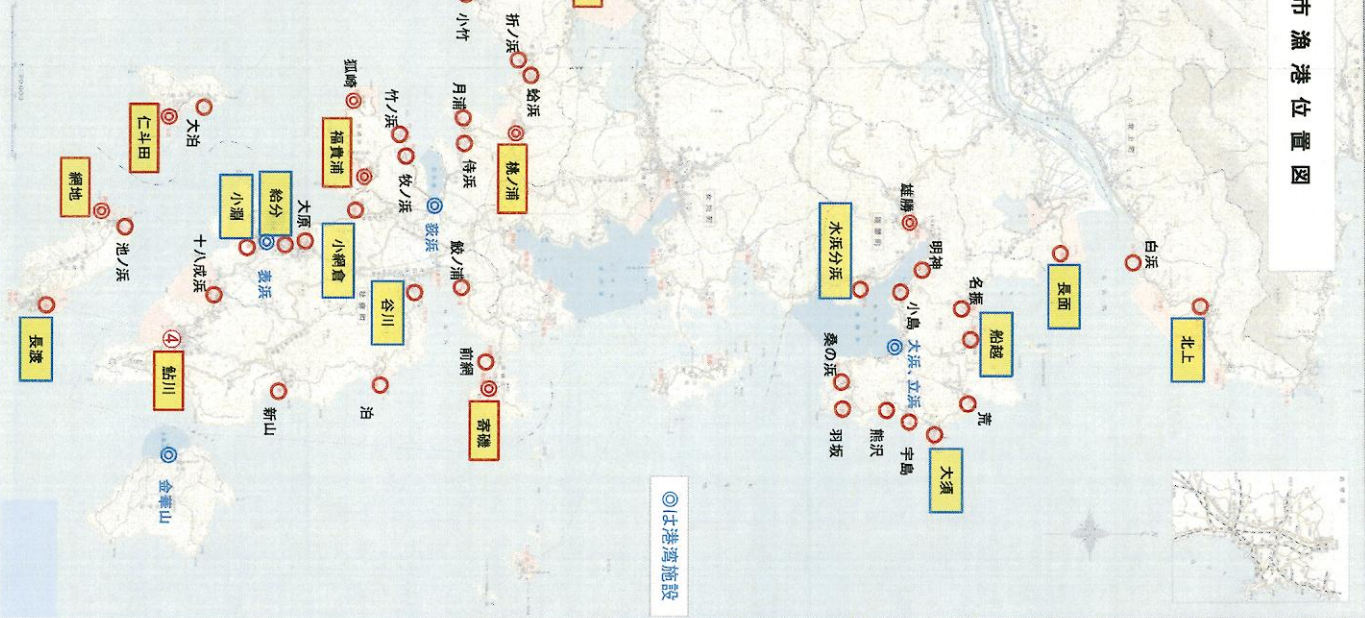 市漁港位置図
北上
白浜
長面
船越
名振
荒
大須
雄勝
明神
小島
大浜、立浜
水浜分浜
桑の浜
羽坂
熊沢
宇島
◎は港湾施設
折ノ浜
蛤浜
小竹
桃ノ浦
月浦
侍浜
狐崎
竹ノ浜
牧ノ浜
荻浜
福貴浦
鮫ノ浦
小網倉
谷川
前網
寄磯
大原
給分
小淵
表浜
十八成浜
④
鮎川
新山
泊
金華山
大泊
仁斗田
網地
池ノ浜
長渡